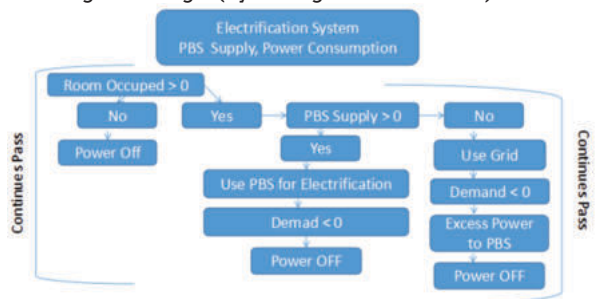 Electrification System
PBS Supply, Power Consumption
Room Occuped > 0
No
Yes
PBS Supply > 0
No
Power Off
Yes
Use Grid
Use PBS for Electrification
Demand < 0
Demad < 0
Excess Power
to PBS
Power OFF
Power OFF
Continues Pass
Continues Pass